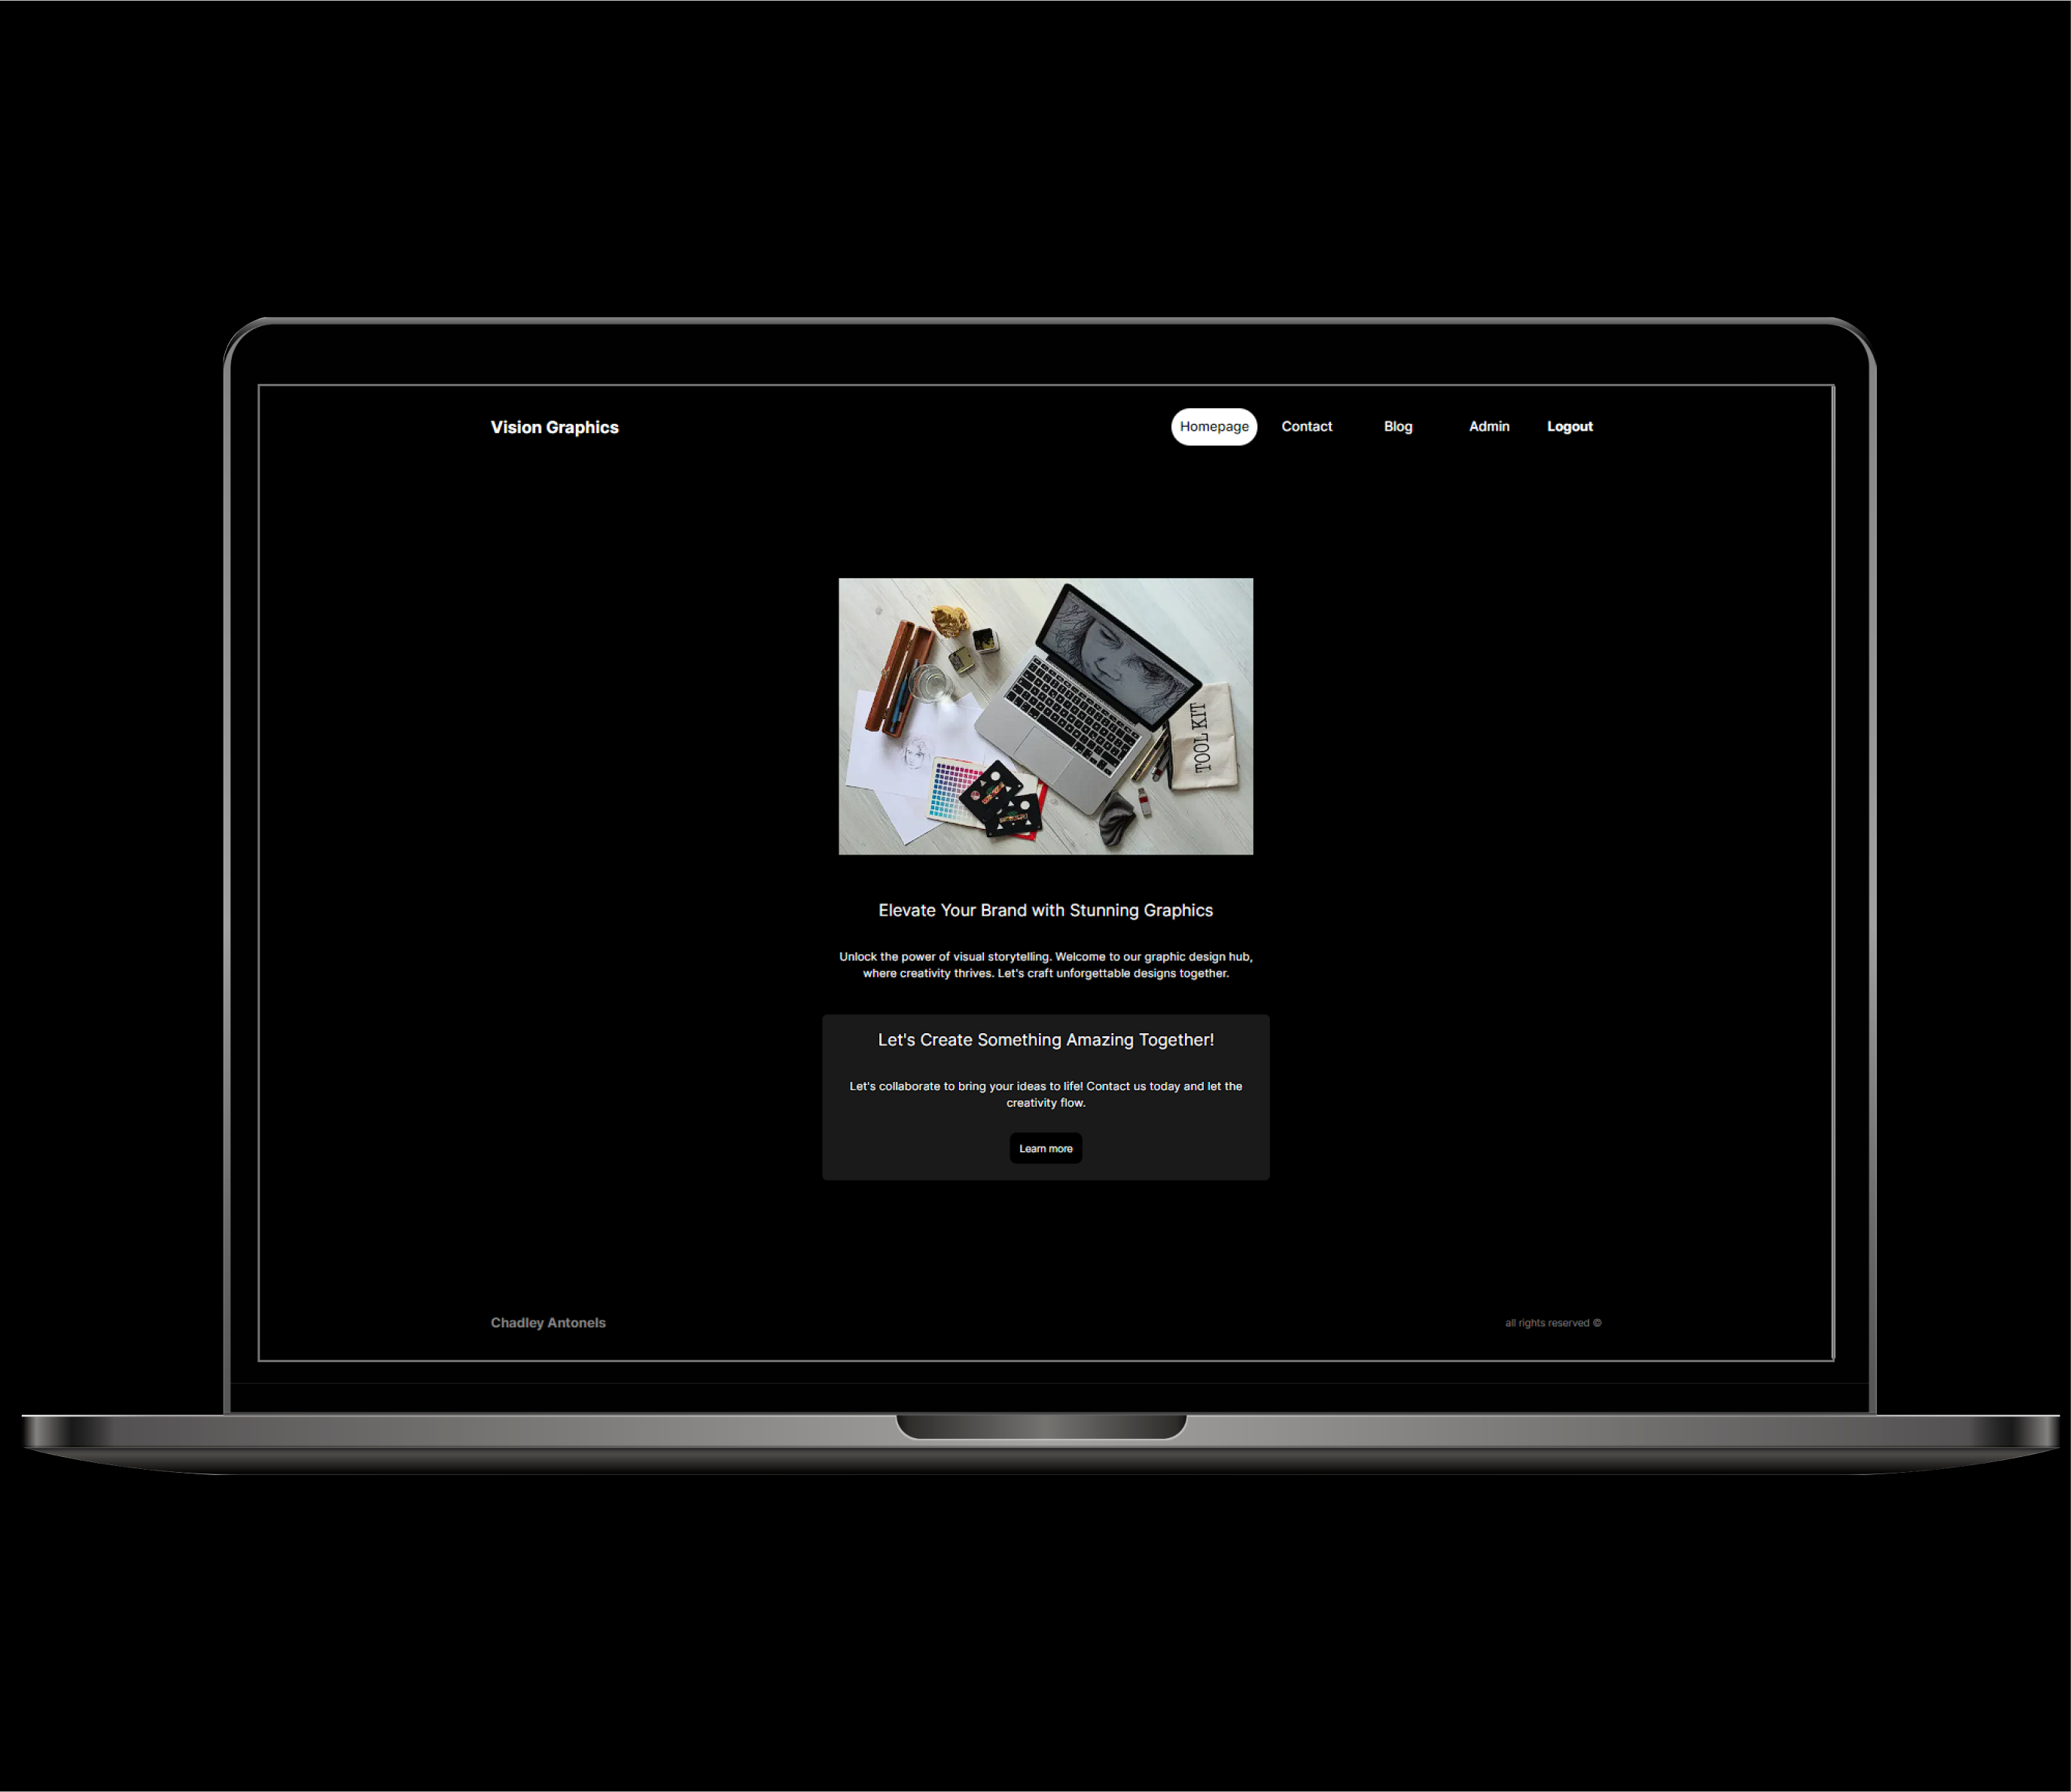 Vision Graphics
Homepage Contact Blog Admin Logout
TOOL KIT
Elevate Your Brand with Stunning Graphics
Unlock the power of visual storytelling. Welcome to our graphic design hub,
where creativity thrives. Let's craft unforgettable designs together.
Let's Create Something Amazing Together!
Let's collaborate to bring your ideas to life! Contact us today and let the
creativity flow.
Learn more
Chadley Antonels
all rights reserved ©